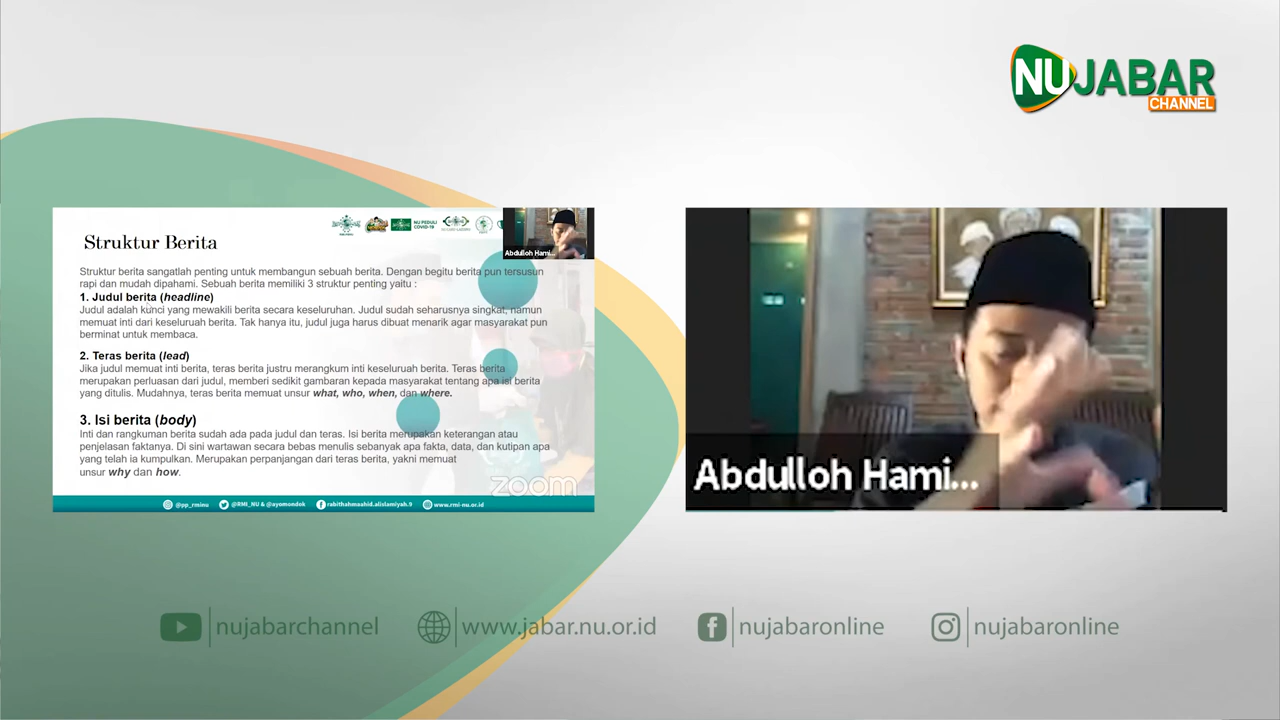 NU JABAR
CHANNEL
NU PEDULI
COVID-19
Abdulloh Hami...
Struktur Berita
Struktur berita sangatlah penting untuk membangun sebuah berita. Dengan begitu berita pun tersusun
rapi dan mudah dipahami. Sebuah berita memiliki 3 struktur penting yaitu :
1. Judul berita (headline)
Judul adalah kunci yang mewakili berita secara keseluruhan. Judul sudah seharusnya singkat, namun
memuat inti dari keseluruhan berita. Tak hanya itu, judul juga harus dibuat menarik agar masyarakat pun
berminat untuk membaca.
2. Teras berita (lead)
Jika judul memuat inti berita, teras berita justru merangkum inti keseluruhan berita. Teras berita
merupakan perluasan dari judul, memberi sedikit gambaran kepada masyarakat tentang apa isi berita
yang ditulis. Mudahnya, teras berita memuat unsur what, who, when, dan where.
3. Isi berita (body)
Inti dan rangkuman berita sudah ada pada judul dan teras. Isi berita merupakan keterangan atau
penjelasan faktanya. Di sini wartawan secara bebas menulis sebanyak apa fakta, data, dan kutipan apa
yang telah ia kumpulkan. Merupakan perpanjangan dari teras berita, yakni memuat
unsur why dan how.
zoom
@pp_rminu @RMI_NU & @ayomondok rabithahmaahid.alislamiyah.9 www.rmi-nu.or.id
Abdulloh Hami...
nujabarchannel www.jabar.nu.or.id nujabaronline nujabaronline